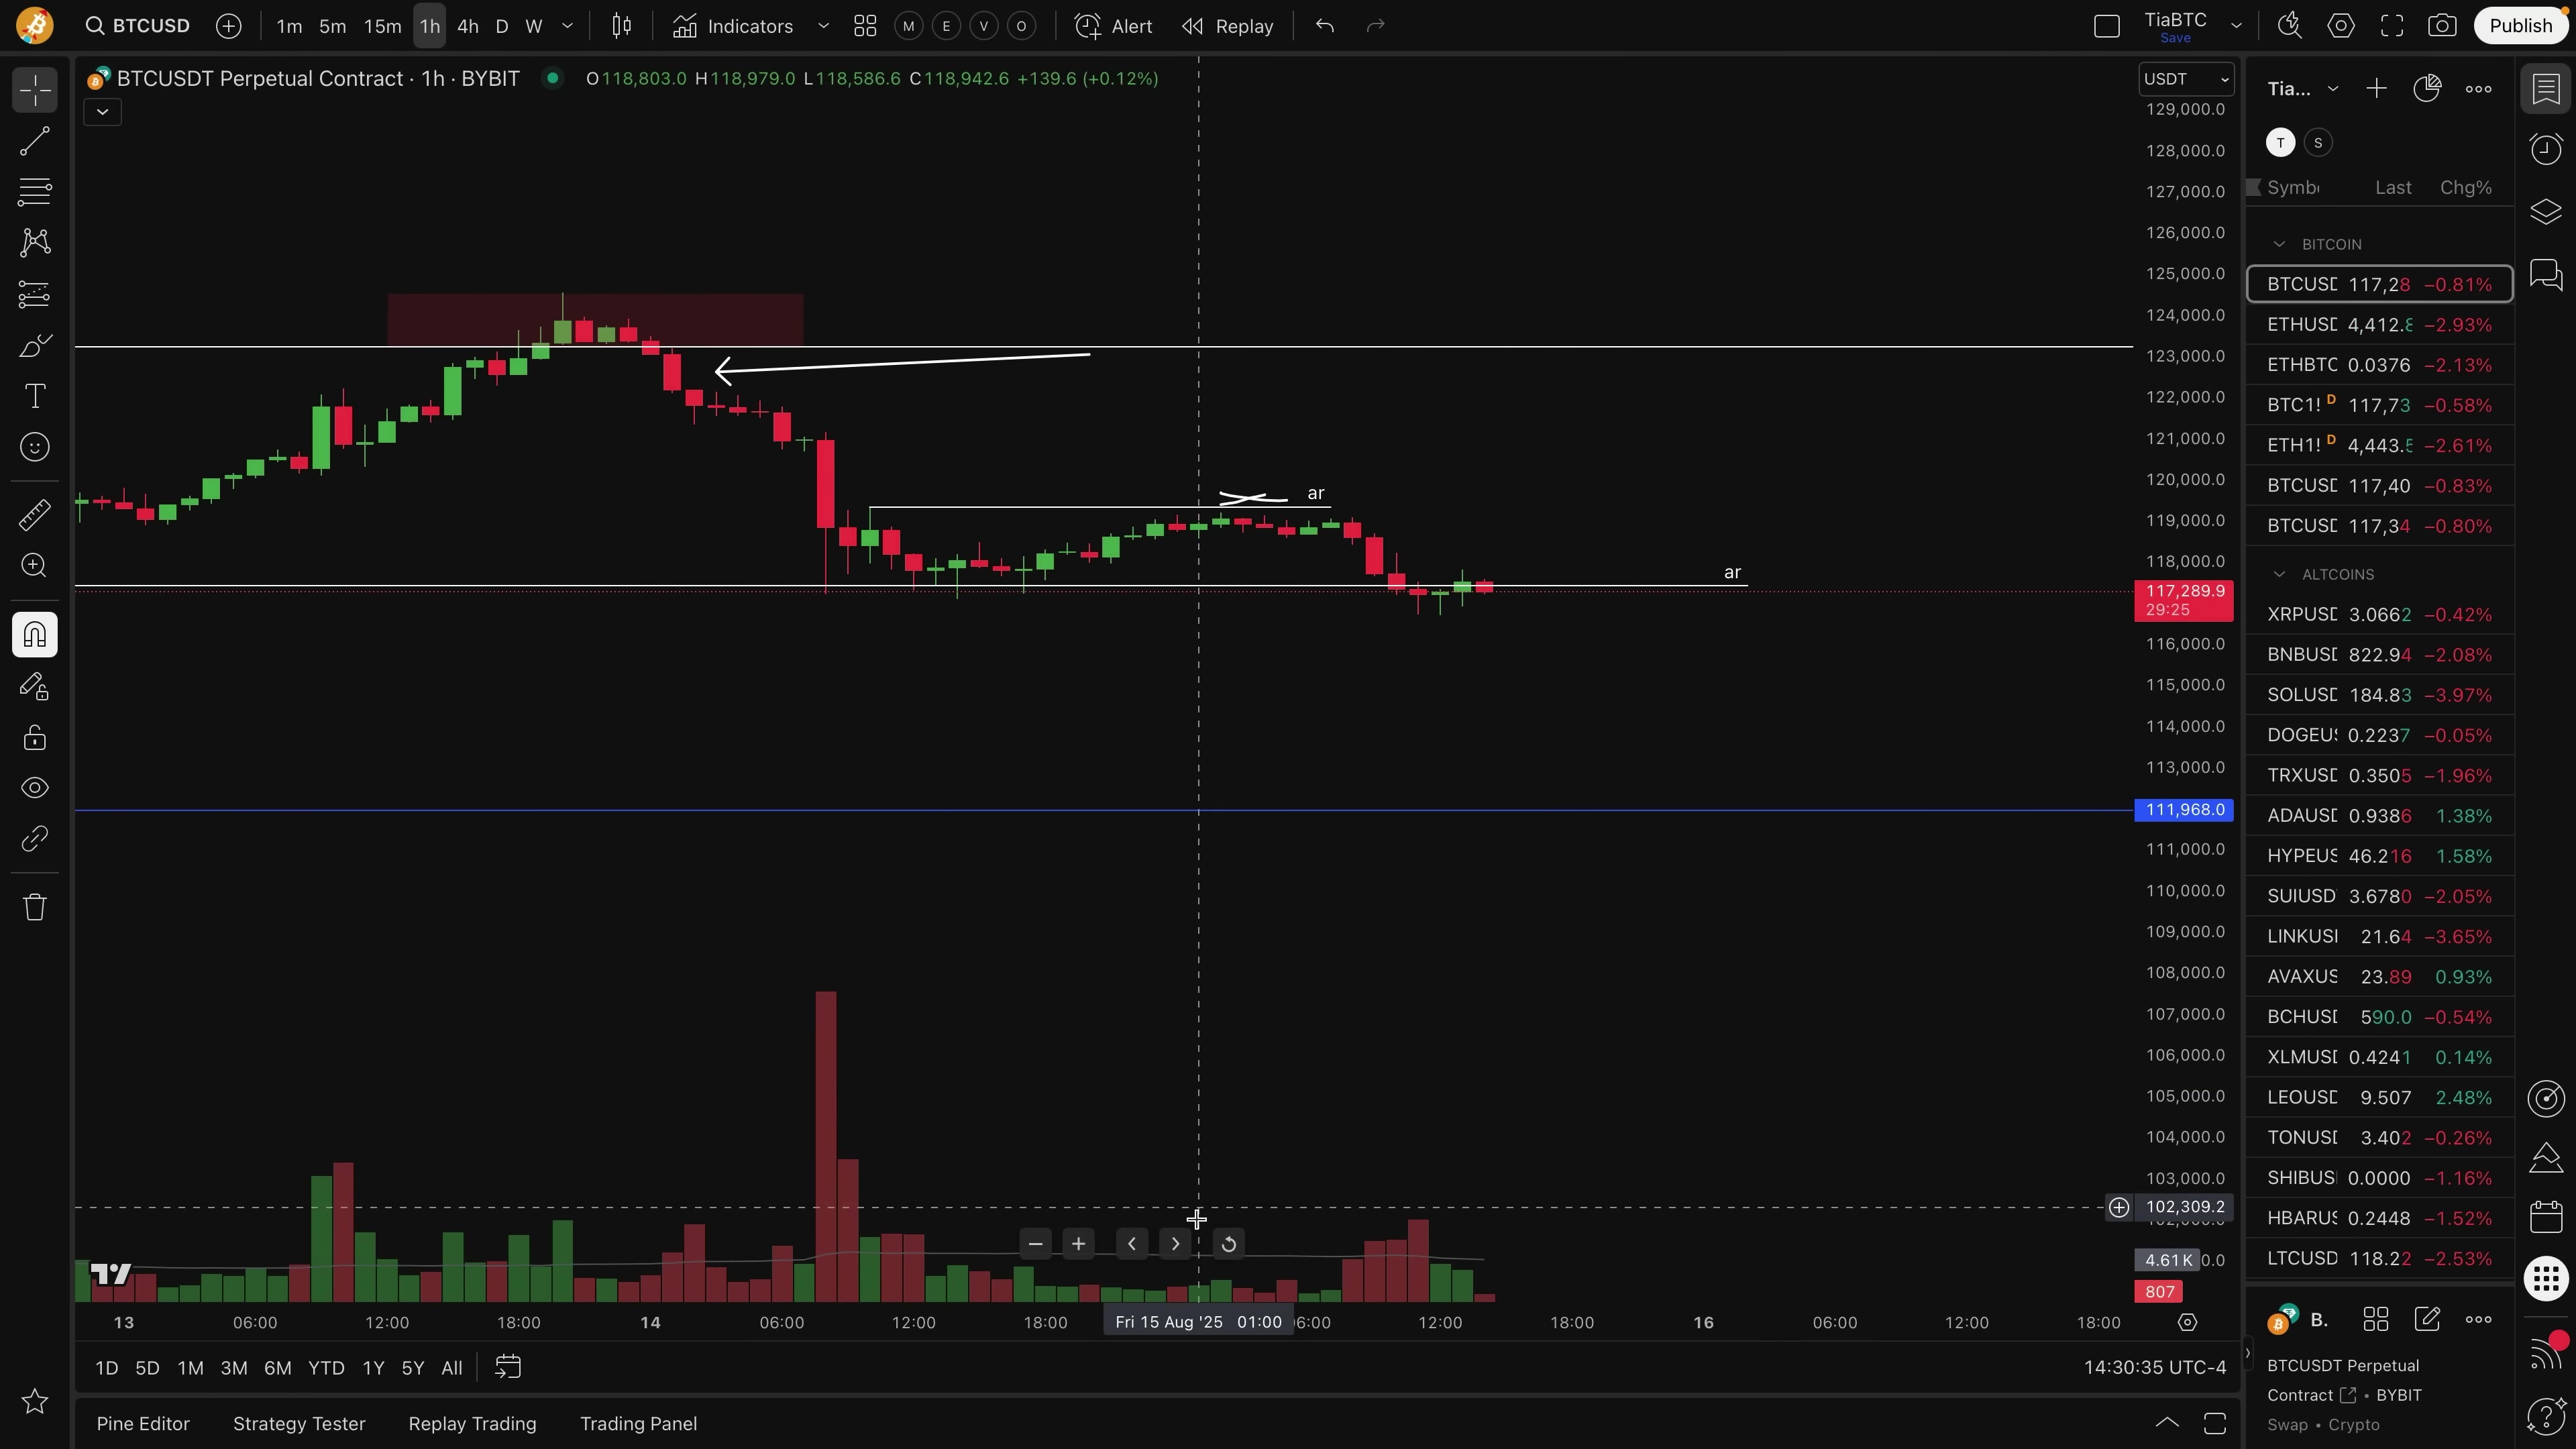 BTCUSD 1m 5m 15m 1h 4h D W Indicators M E V O Alert Replay TiaBTC Save Publish
BTCUSDT Perpetual Contract · 1h · BYBIT O118,803.0 H118,979.0 L118,586.6 C118,942.6 +139.6 (+0.12%)
USDT
129,000.0
128,000.0
127,000.0
126,000.0
125,000.0
124,000.0
123,000.0
122,000.0
121,000.0
120,000.0
119,000.0
118,000.0
117,289.9
29:25
116,000.0
115,000.0
114,000.0
113,000.0
111,968.0
111,000.0
110,000.0
109,000.0
108,000.0
107,000.0
106,000.0
105,000.0
104,000.0
103,000.0
102,309.2
4.61 K
807
ar
ar
13 06:00 12:00 18:00 14 06:00 12:00 18:00 Fri 15 Aug '25 01:00 12:00 18:00 16 06:00 12:00 18:00
1D 5D 1M 3M 6M YTD 1Y 5Y All 14:30:35 UTC-4
Pine Editor Strategy Tester Replay Trading Trading Panel
Tia...
T S
Symb Last Chg%
BITCOIN
BTCUSD 117,28 −0.81%
ETHUSD 4,412.8 −2.93%
ETHBTC 0.0376 −2.13%
BTC1! D 117,73 −0.58%
ETH1! D 4,443.5 −2.61%
BTCUSD 117,40 −0.83%
BTCUSD 117,34 −0.80%
ALTCOINS
XRPUSD 3.0662 −0.42%
BNBUSD 822.94 −2.08%
SOLUSD 184.83 −3.97%
DOGEUS 0.2237 −0.05%
TRXUSD 0.3505 −1.96%
ADAUSD 0.9386 1.38%
HYPEUS 46.216 1.58%
SUIUSD 3.6780 −2.05%
LINKUS 21.64 −3.65%
AVAXUS 23.89 0.93%
BCHUSD 590.0 −0.54%
XLMUSD 0.4241 0.14%
LEOUSD 9.507 2.48%
TONUSD 3.402 −0.26%
SHIBUS 0.0000 −1.16%
HBARUS 0.2448 −1.52%
LTCUSD 118.22 −2.53%
B.
BTCUSDT Perpetual
Contract • BYBIT
Swap • Crypto